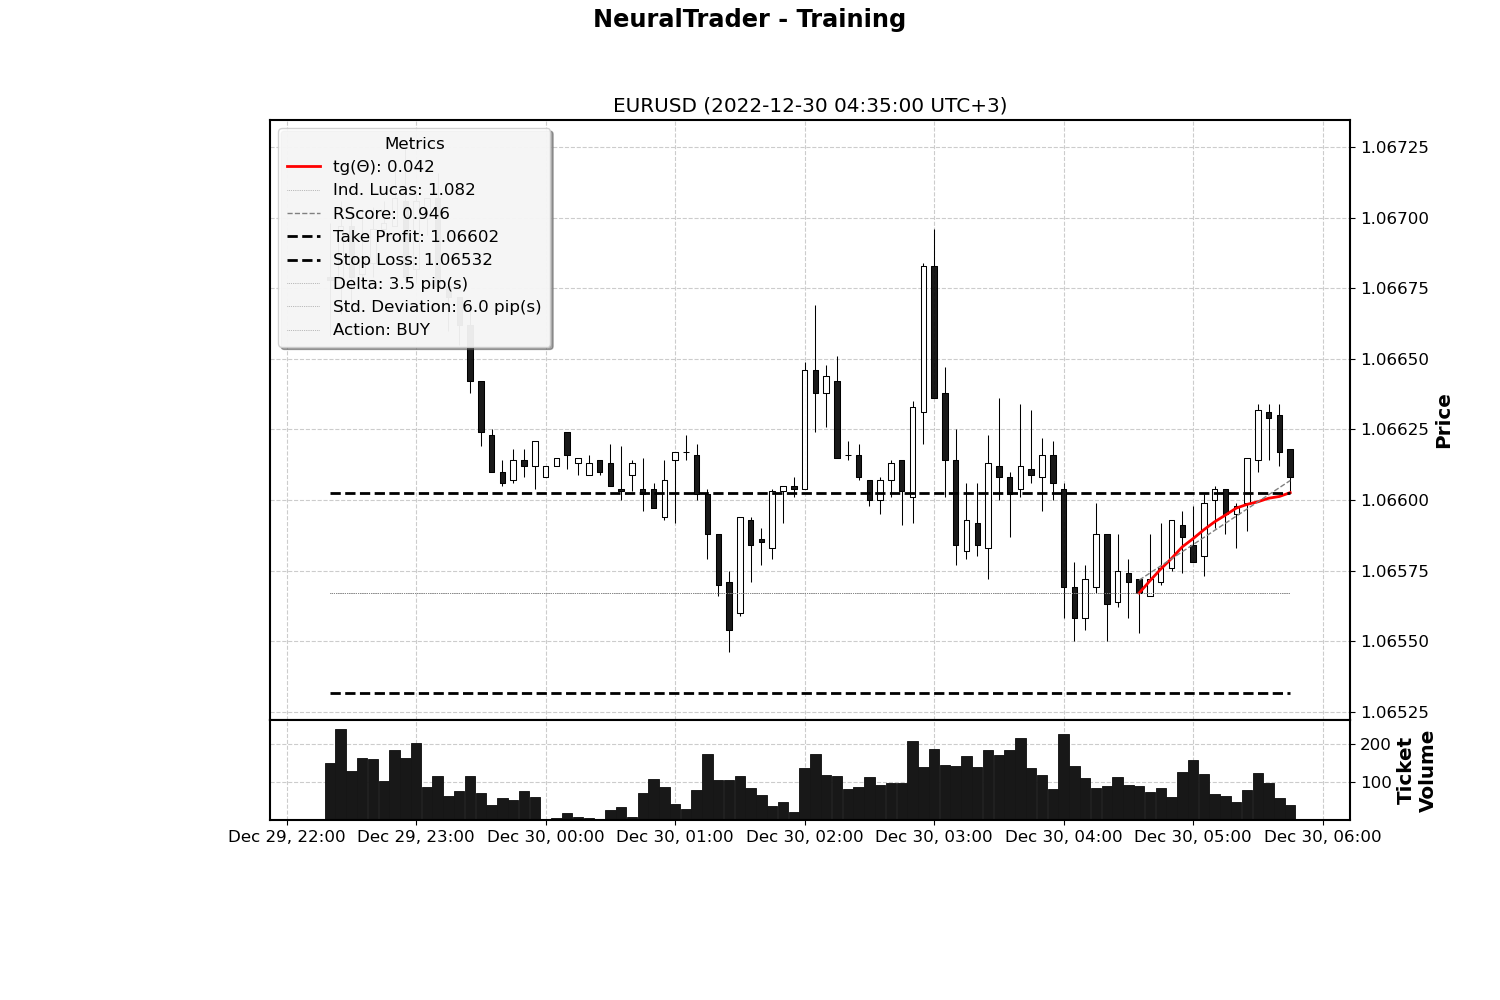 NeuralTrader - Training
EURUSD (2022-12-30 04:35:00 UTC+3)
Metrics
tg(Θ): 0.042
Ind. Lucas: 1.082
RScore: 0.946
Take Profit: 1.06602
Stop Loss: 1.06532
Delta: 3.5 pip(s)
Std. Deviation: 6.0 pip(s)
Action: BUY
1.06725
1.06700
1.06675
1.06650
1.06625
1.06600
1.06575
1.06550
1.06525
Price
200
100
Ticket
Volume
Dec 29, 22:00
Dec 29, 23:00
Dec 30, 00:00
Dec 30, 01:00
Dec 30, 02:00
Dec 30, 03:00
Dec 30, 04:00
Dec 30, 05:00
Dec 30, 06:00